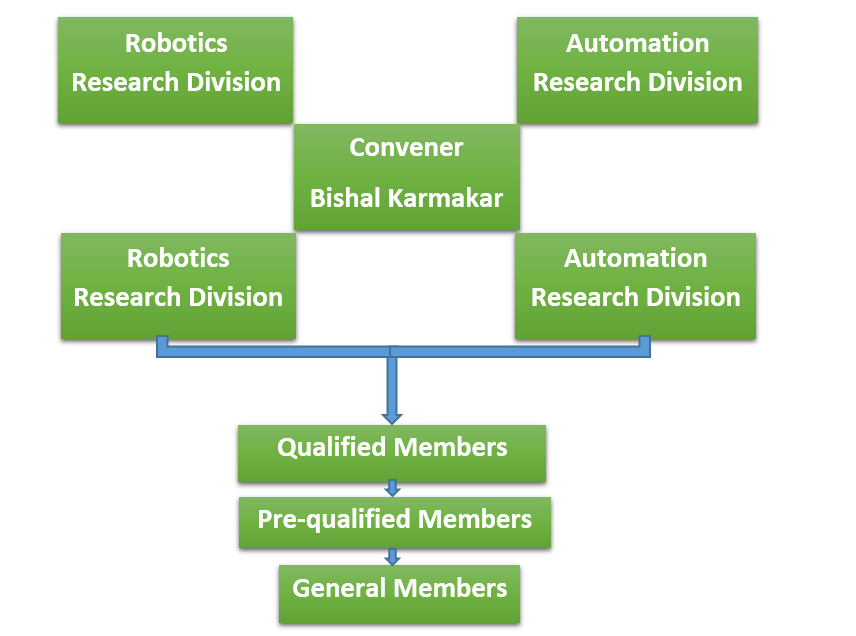 Robotics
Research Division
Automation
Research Division
Convener
Bishal Karmakar
Robotics
Research Division
Automation
Research Division
Qualified Members
Pre-qualified Members
General Members